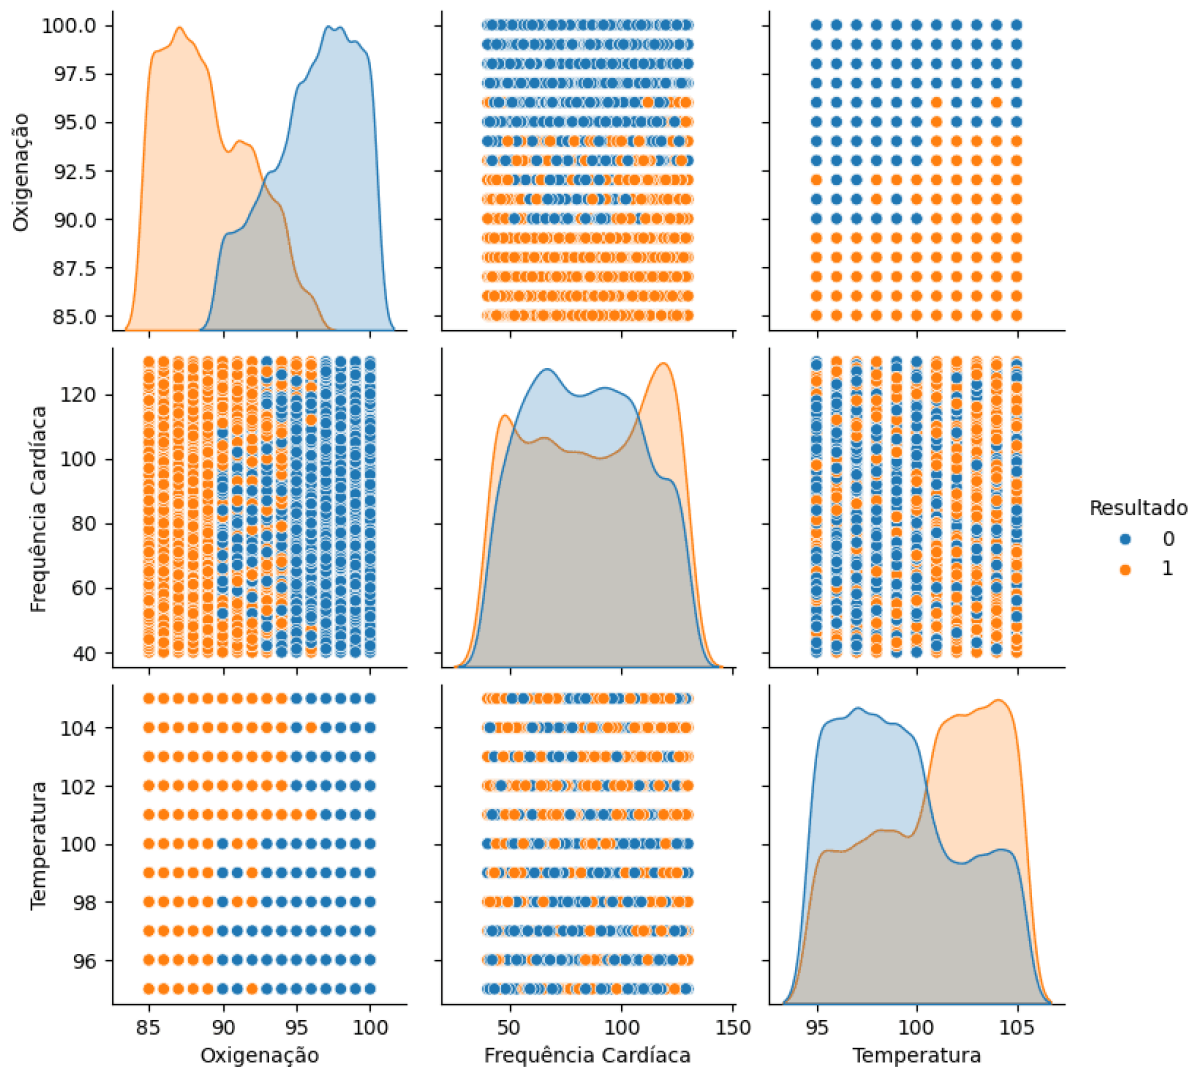 100.0
97.5
95.0
92.5
90.0
87.5
85.0
Oxigenação
120
100
80
60
40
Frequência Cardíaca
Resultado
0
1
104
102
100
98
96
Temperatura
85 90 95 100
50 100 150
95 100 105
Oxigenação
Frequência Cardíaca
Temperatura